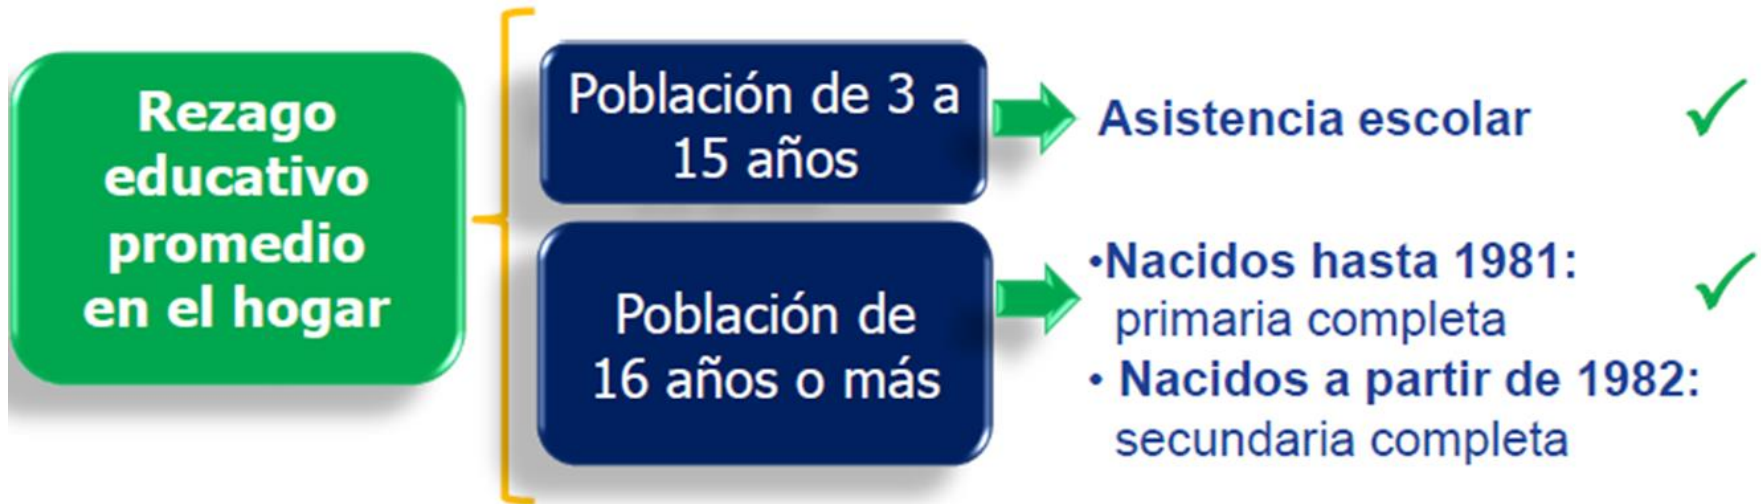 Rezago
educativo
promedio
en el hogar
Población de 3 a
15 años
Asistencia escolar
Población de
16 años o más
•Nacidos hasta 1981:
primaria completa
• Nacidos a partir de 1982:
secundaria completa